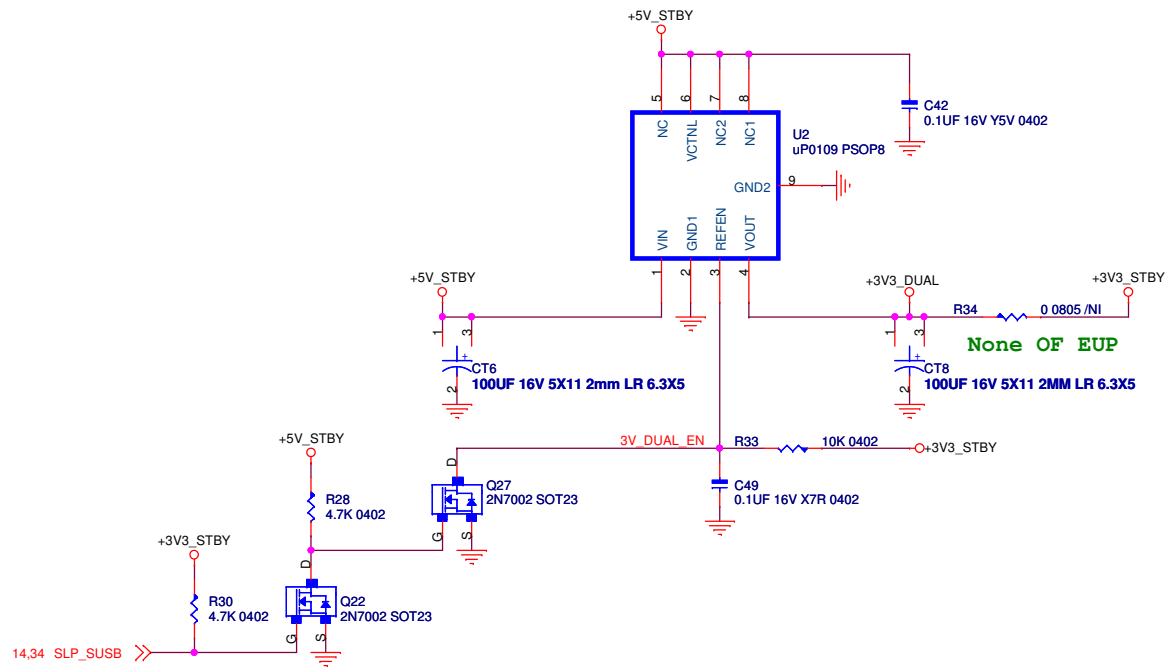 +5V_STBY
5
6
7
8
NC
VCTNL
NC2
NC1
C42
0.1UF 16V Y5V 0402
U2
uP0109 PSOP8
GND2
9
VIN
GND1
REFEN
VOUT
1
2
3
4
+5V_STBY
1
3
+
CT6
100UF 16V 5X11 2mm LR 6.3X5
2
+3V3_DUAL
1
3
+
CT8
100UF 16V 5X11 2MM LR 6.3X5
2
R34
0 0805 /NI
+3V3_STBY
None OF EUP
3V_DUAL_EN
R33
10K 0402
+3V3_STBY
C49
0.1UF 16V X7R 0402
+5V_STBY
R28
4.7K 0402
D
Q27
2N7002 SOT23
G
S
+3V3_STBY
R30
4.7K 0402
D
Q22
2N7002 SOT23
G
S
14,34 SLP_SUSB